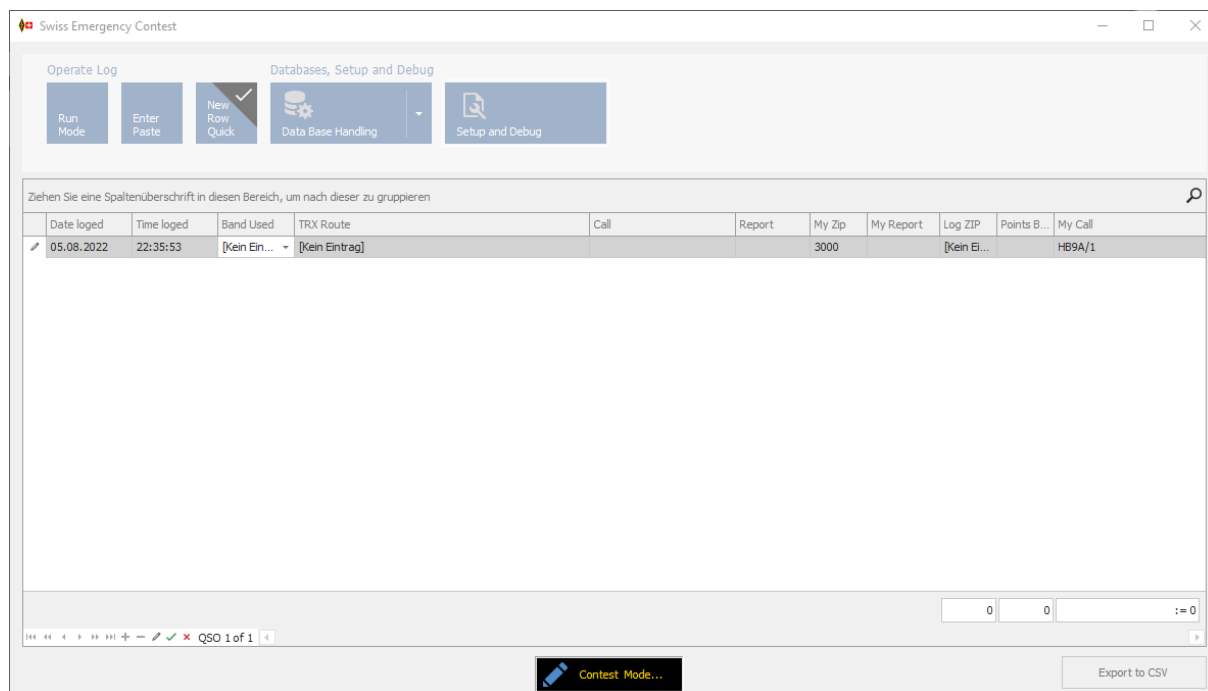 Swiss Emergency Contest
Operate Log
Databases, Setup and Debug
Run
Mode
Enter
Paste
New
Row
Quick
Data Base Handling
Setup and Debug
Ziehen Sie eine Spaltenüberschrift in diesen Bereich, um nach dieser zu gruppieren
Date loged Time loged Band Used TRX Route Call Report My Zip My Report Log ZIP Points B... My Call
05.08.2022 22:35:53 [Kein Ein... [Kein Eintrag] 3000 [Kein Ei... HB9A/1
0 0 := 0
QSO 1 of 1
Contest Mode...
Export to CSV